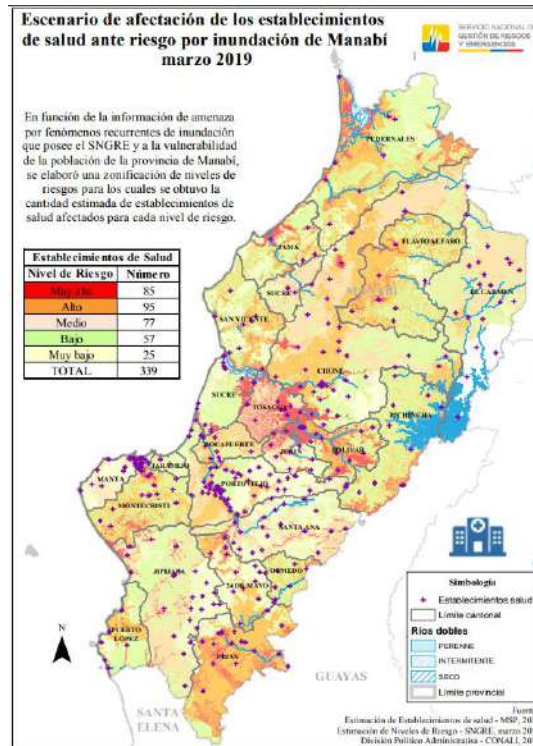 Escenario de afectación de los establecimientos
de salud ante riesgo por inundación de Manabí
marzo 2019
SERVICIO NACIONAL DE
GESTIÓN DE RIESGOS
Y EMERGENCIAS
En función de la información de amenaza
por fenómenos recurrentes de inundación
que posee el SNGRE y a la vulnerabilidad
de la población de la provincia de Manabí,
se elaboró una zonificación de niveles de
riesgos para los cuales se obtuvo la
cantidad estimada de establecimientos de
salud afectados para cada nivel de riesgo.
Establecimientos de Salud
Nivel de Riesgo Número
Muy alto 85
Alto 95
Medio 77
Bajo 57
Muy bajo 25
TOTAL 339
PEDERNALES
JAMA
FLAVIO ALFARO
SUCRE
MANABÍ
EL CARMEN
SAN VICENTE
CHONE
SUCRE
TOSAGUA
PICHINCHA
ROCAFUERTE
JUNÍN
BOLÍVAR
JARAMIJÓ
MANTA
PORTOVIEJO
MONTECRISTI
SANTA ANA
JIPIJAPA
OLMEDO
24 DE MAYO
PUERTO
LÓPEZ
PAJÁN
N
GUAYAS
SANTA
ELENA
Simbología
Establecimientos salud
Límite cantonal
Ríos dobles
PERENNE
INTERMITENTE
SECO
Límite provincial
Estimación de Establecimientos de salud - MSP, 20
Estimación de Niveles de Riesgo - SNGRE, marzo 20
División Político Administrativa - CONALI, 20